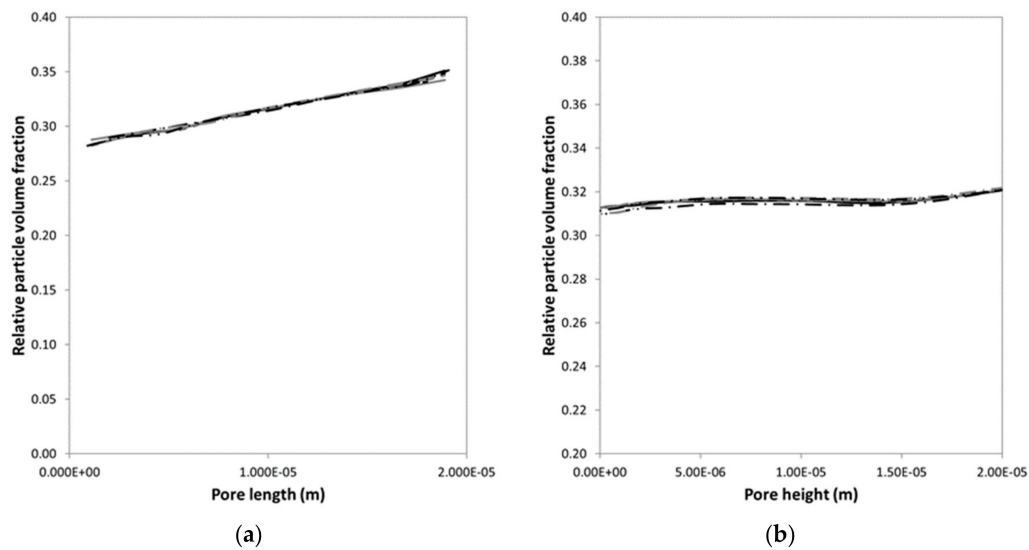 0.40
0.35
0.30
0.25
0.20
0.15
0.10
0.05
0.00
Relative particle volume fraction
0.000E+00 1.000E-05 2.000E-05
Pore length (m)
(a)
0.40
0.38
0.36
0.34
0.32
0.30
0.28
0.26
0.24
0.22
0.20
Relative particle volume fraction
0.00E+00 5.00E-06 1.00E-05 1.50E-05 2.00E-05
Pore height (m)
(b)